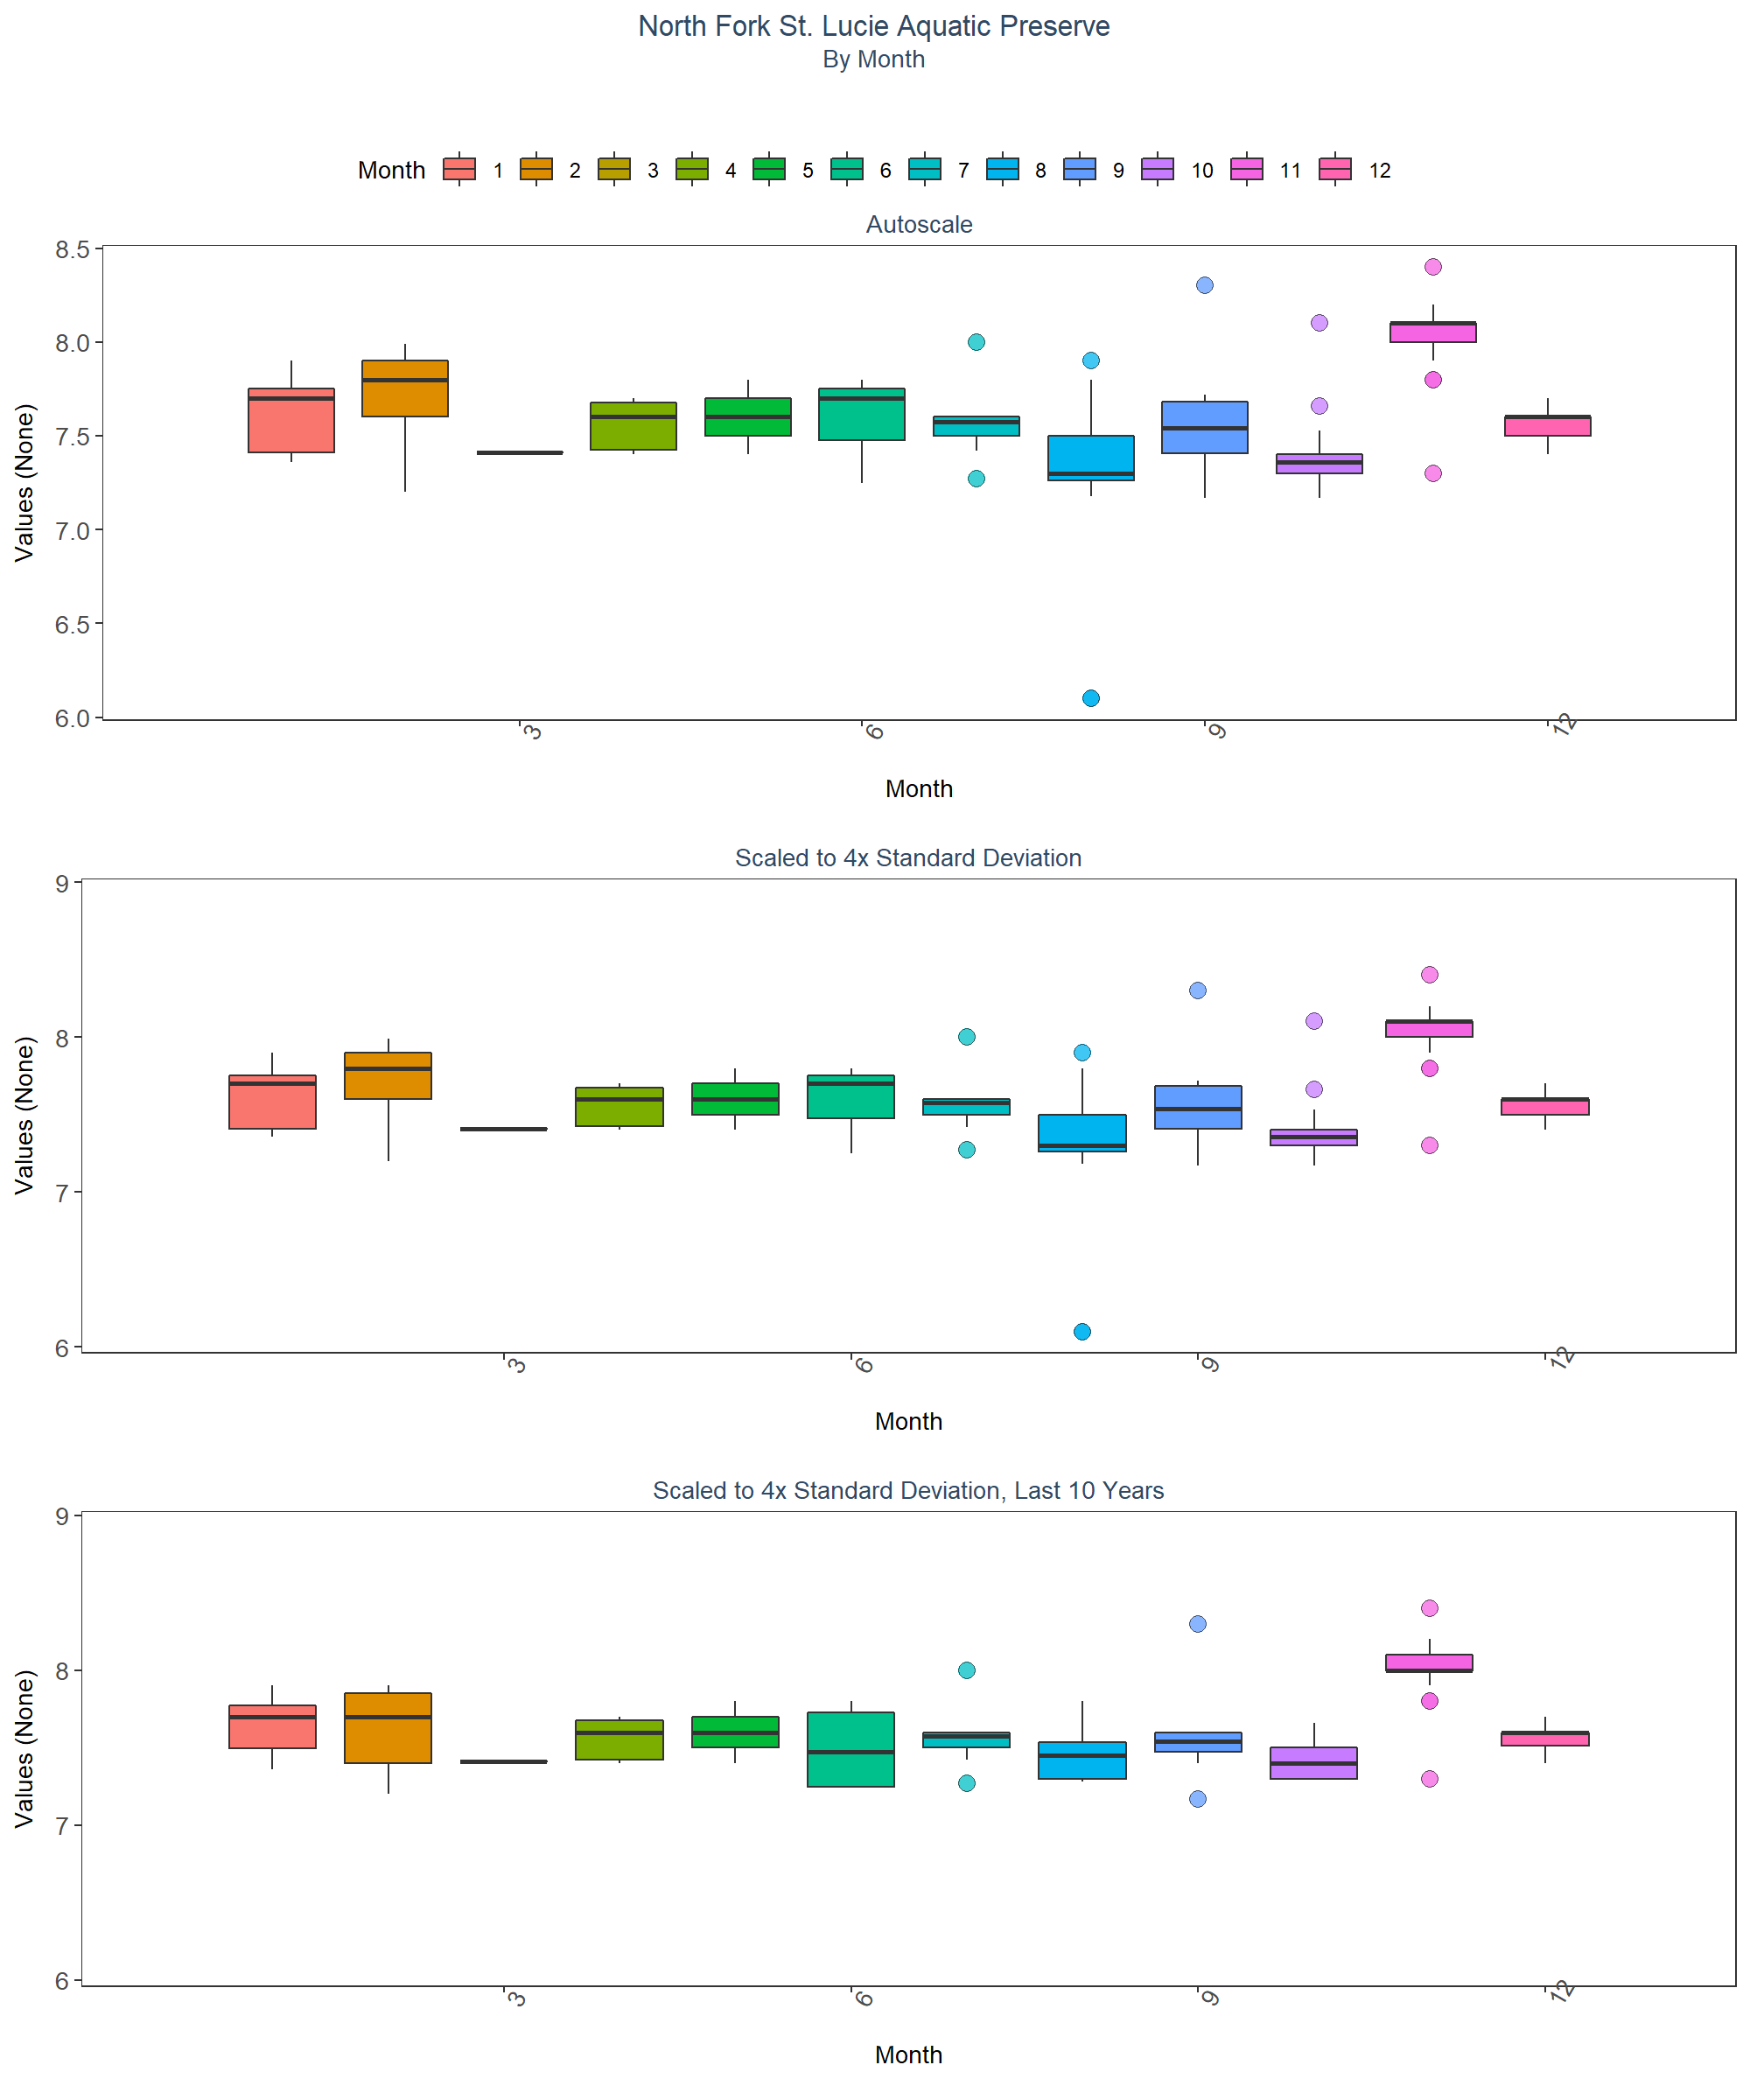 North Fork St. Lucie Aquatic Preserve
By Month
Month 1 2 3 4 5 6 7 8 9 10 11 12
Autoscale
Values (None)
8.5
8.0
7.5
7.0
6.5
6.0
3 6 9 12
Month
Scaled to 4x Standard Deviation
Values (None)
9
8
7
6
3 6 9 12
Month
Scaled to 4x Standard Deviation, Last 10 Years
Values (None)
9
8
7
6
3 6 9 12
Month